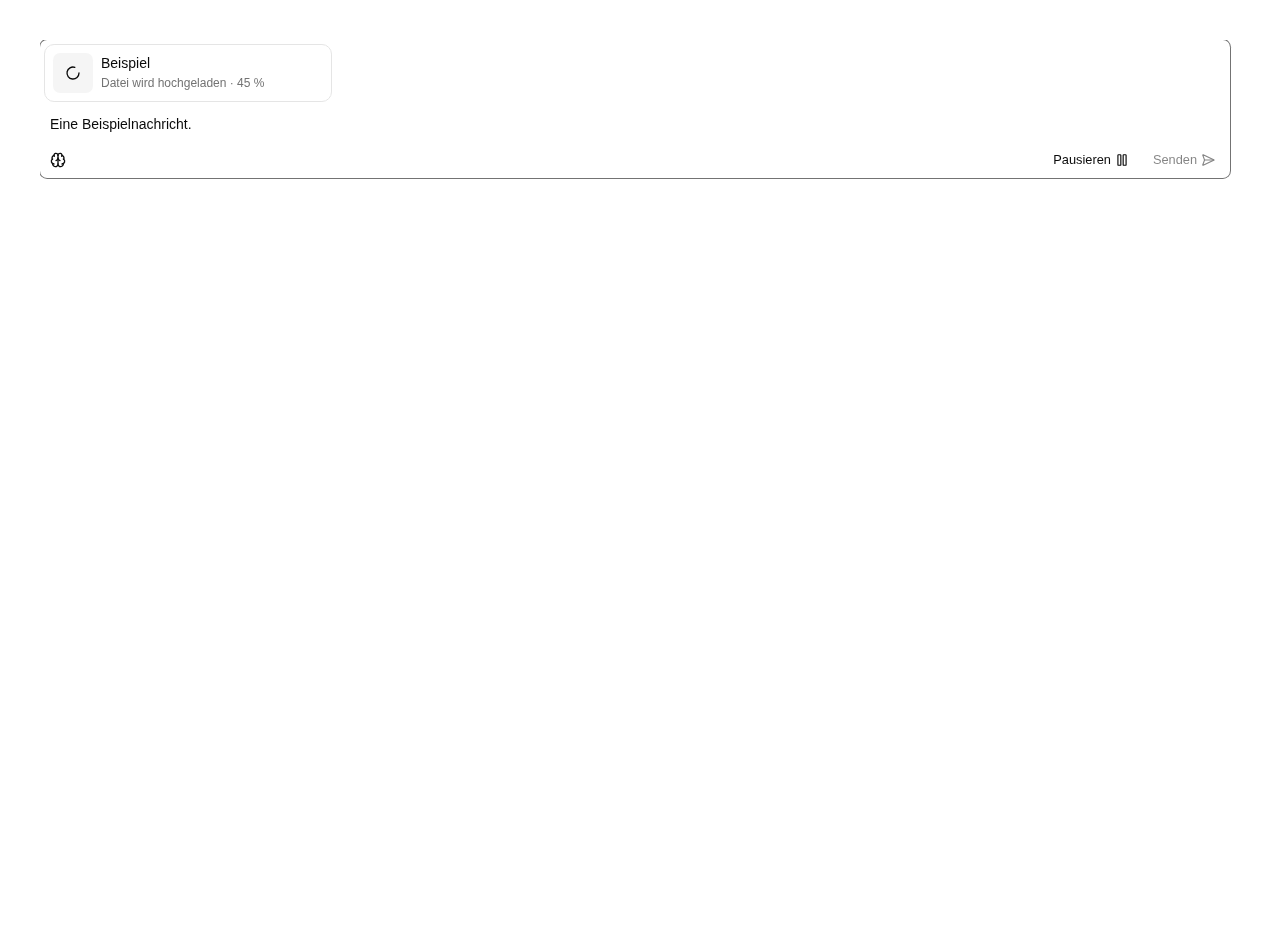 Beispiel
Datei wird hochgeladen · 45 %
Eine Beispielnachricht.
Pausieren Senden